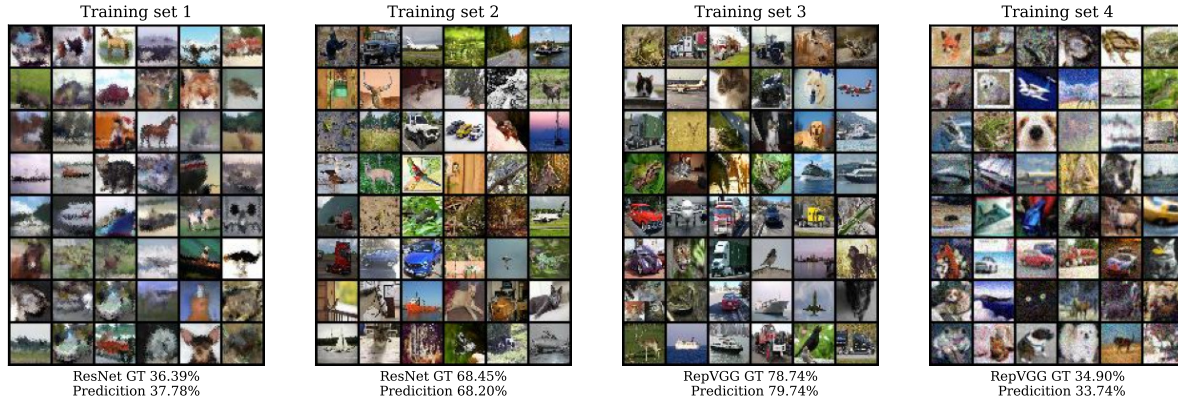 Training set 1
Training set 2
Training set 3
Training set 4
ResNet GT 36.39%
Predicition 37.78%
ResNet GT 68.45%
Predicition 68.20%
RepVGG GT 78.74%
Predicition 79.74%
RepVGG GT 34.90%
Predicition 33.74%